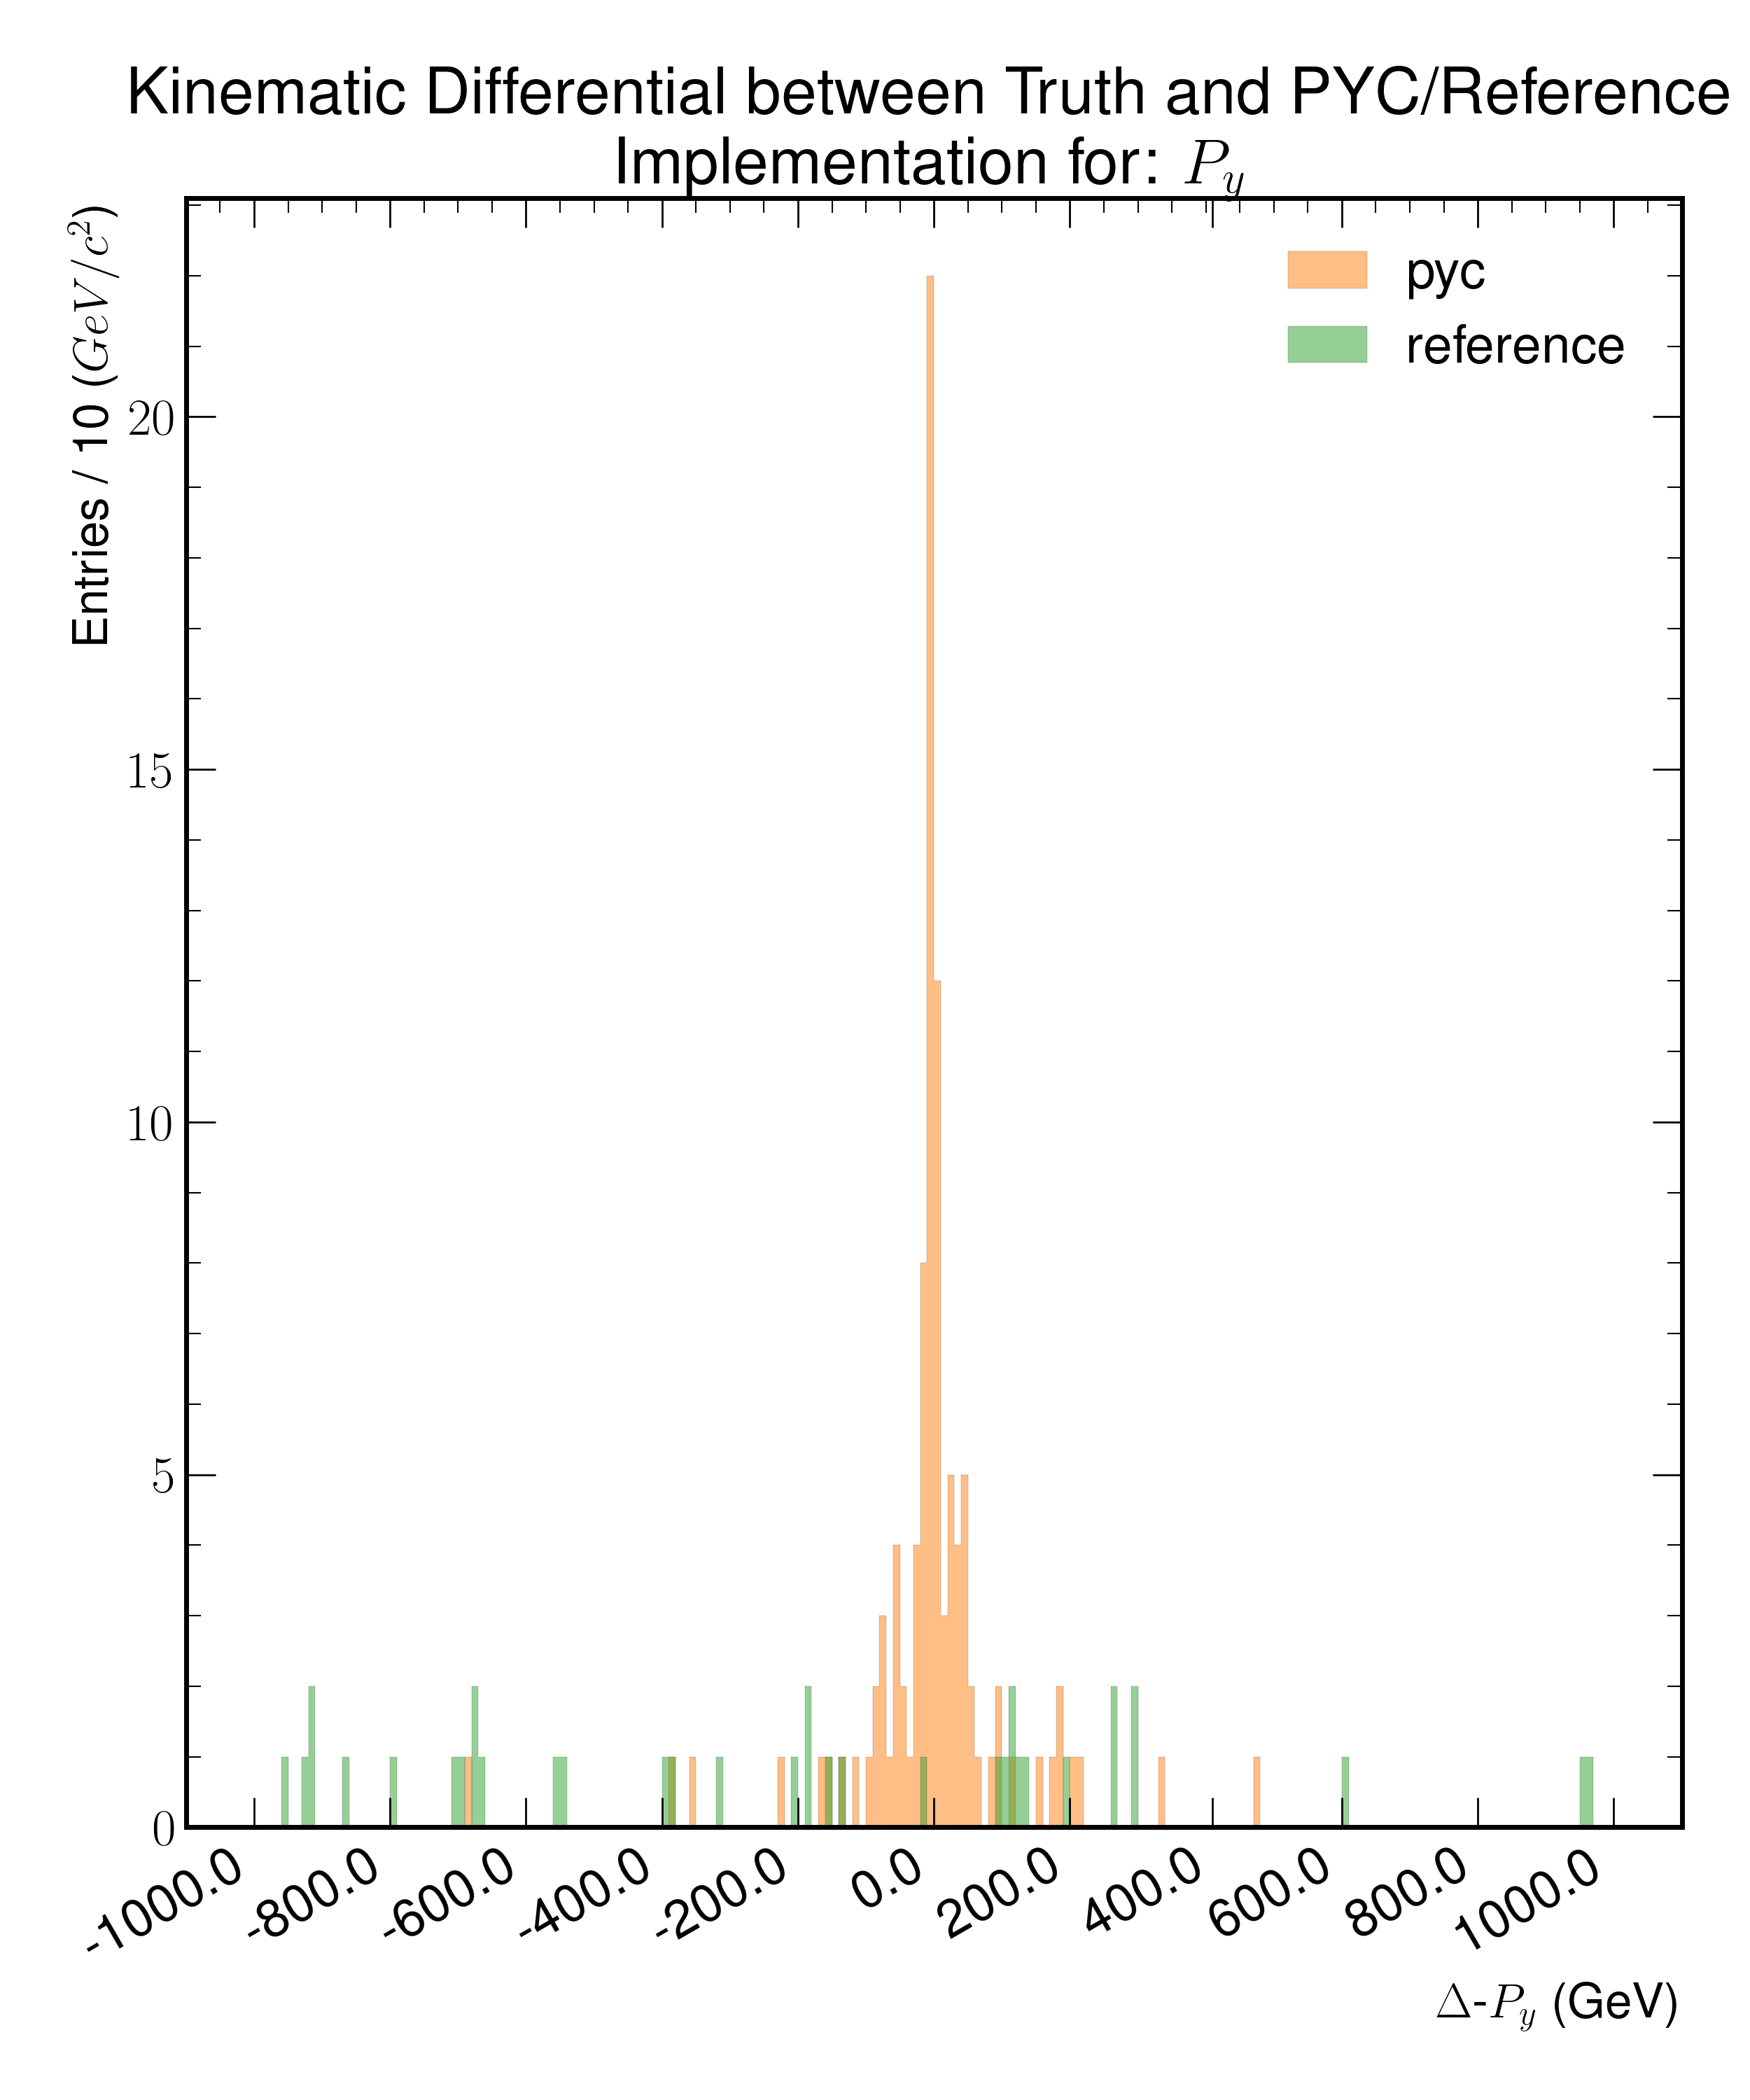 Kinematic Differential between Truth and PYC/Reference
Implementation for: P_y
Entries / 10 (GeV/c²)
pyc
reference
20
15
10
5
0
-1000.0 -800.0 -600.0 -400.0 -200.0 0.0 200.0 400.0 600.0 800.0 1000.0
Δ-P_y (GeV)